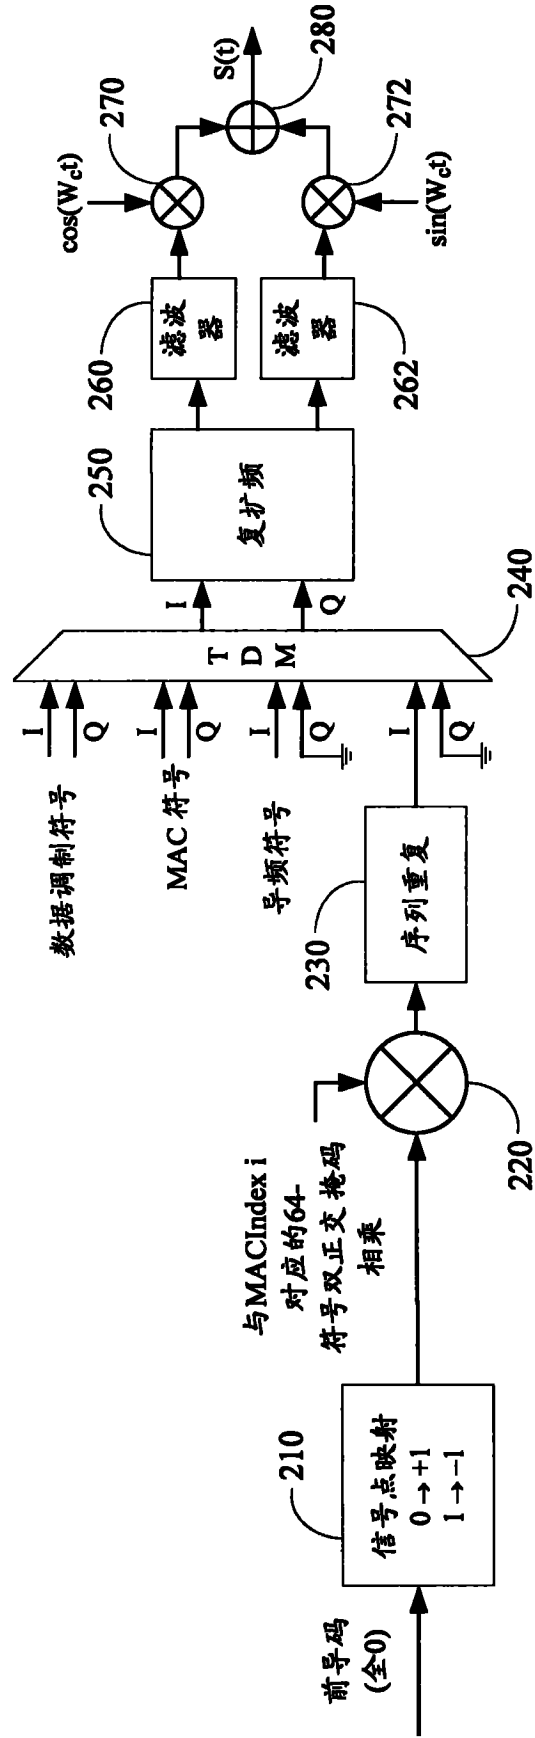 前导码
(全0)
210
信号点映射
0→+1
1→−1
与MACIndex i
对应的64-
符号双正交掩码
相乘
220
230
序列重复
数据调制符号
I
Q
MAC 符号
I
Q
导频符号
I
Q
I
Q
T
D
M
240
I
Q
250
复扩频
260
滤波
器
滤波
器
262
cos(Wct)
270
sin(Wct)
272
S(t)
280